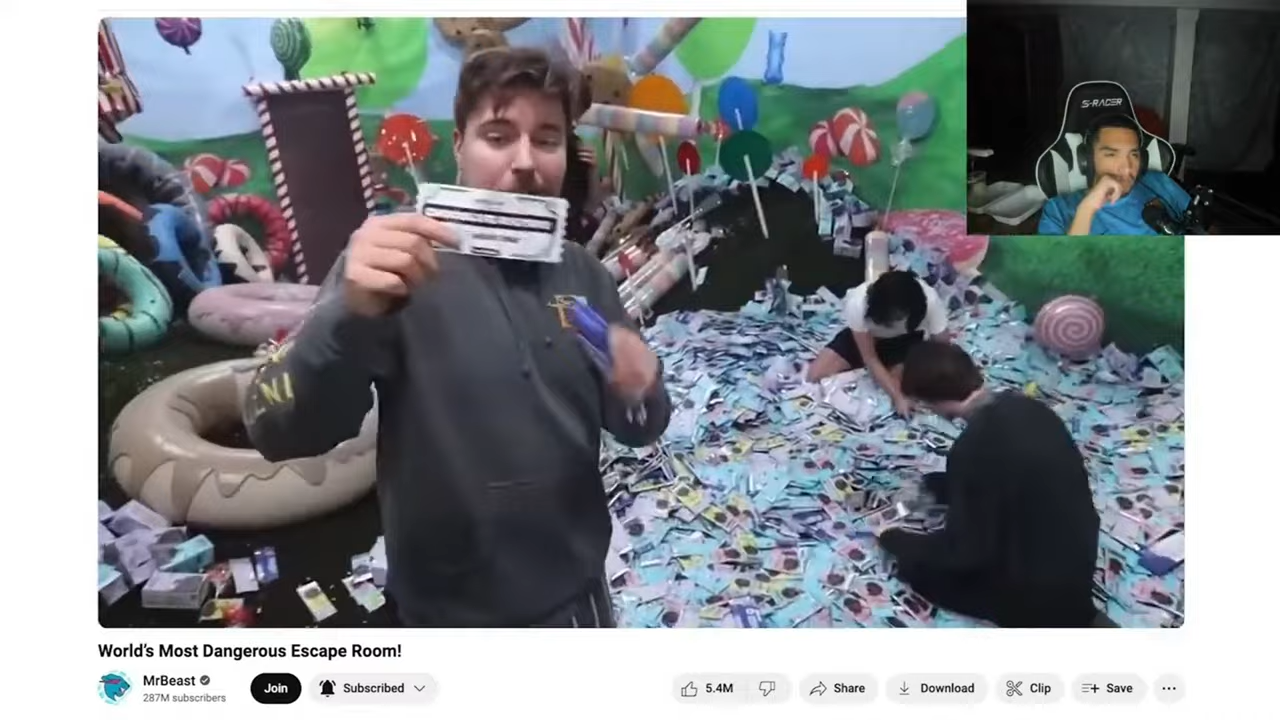 S-RACER
World's Most Dangerous Escape Room!
MrBeast
287M subscribers
Join
Subscribed
5.4M
Share
Download
Clip
Save